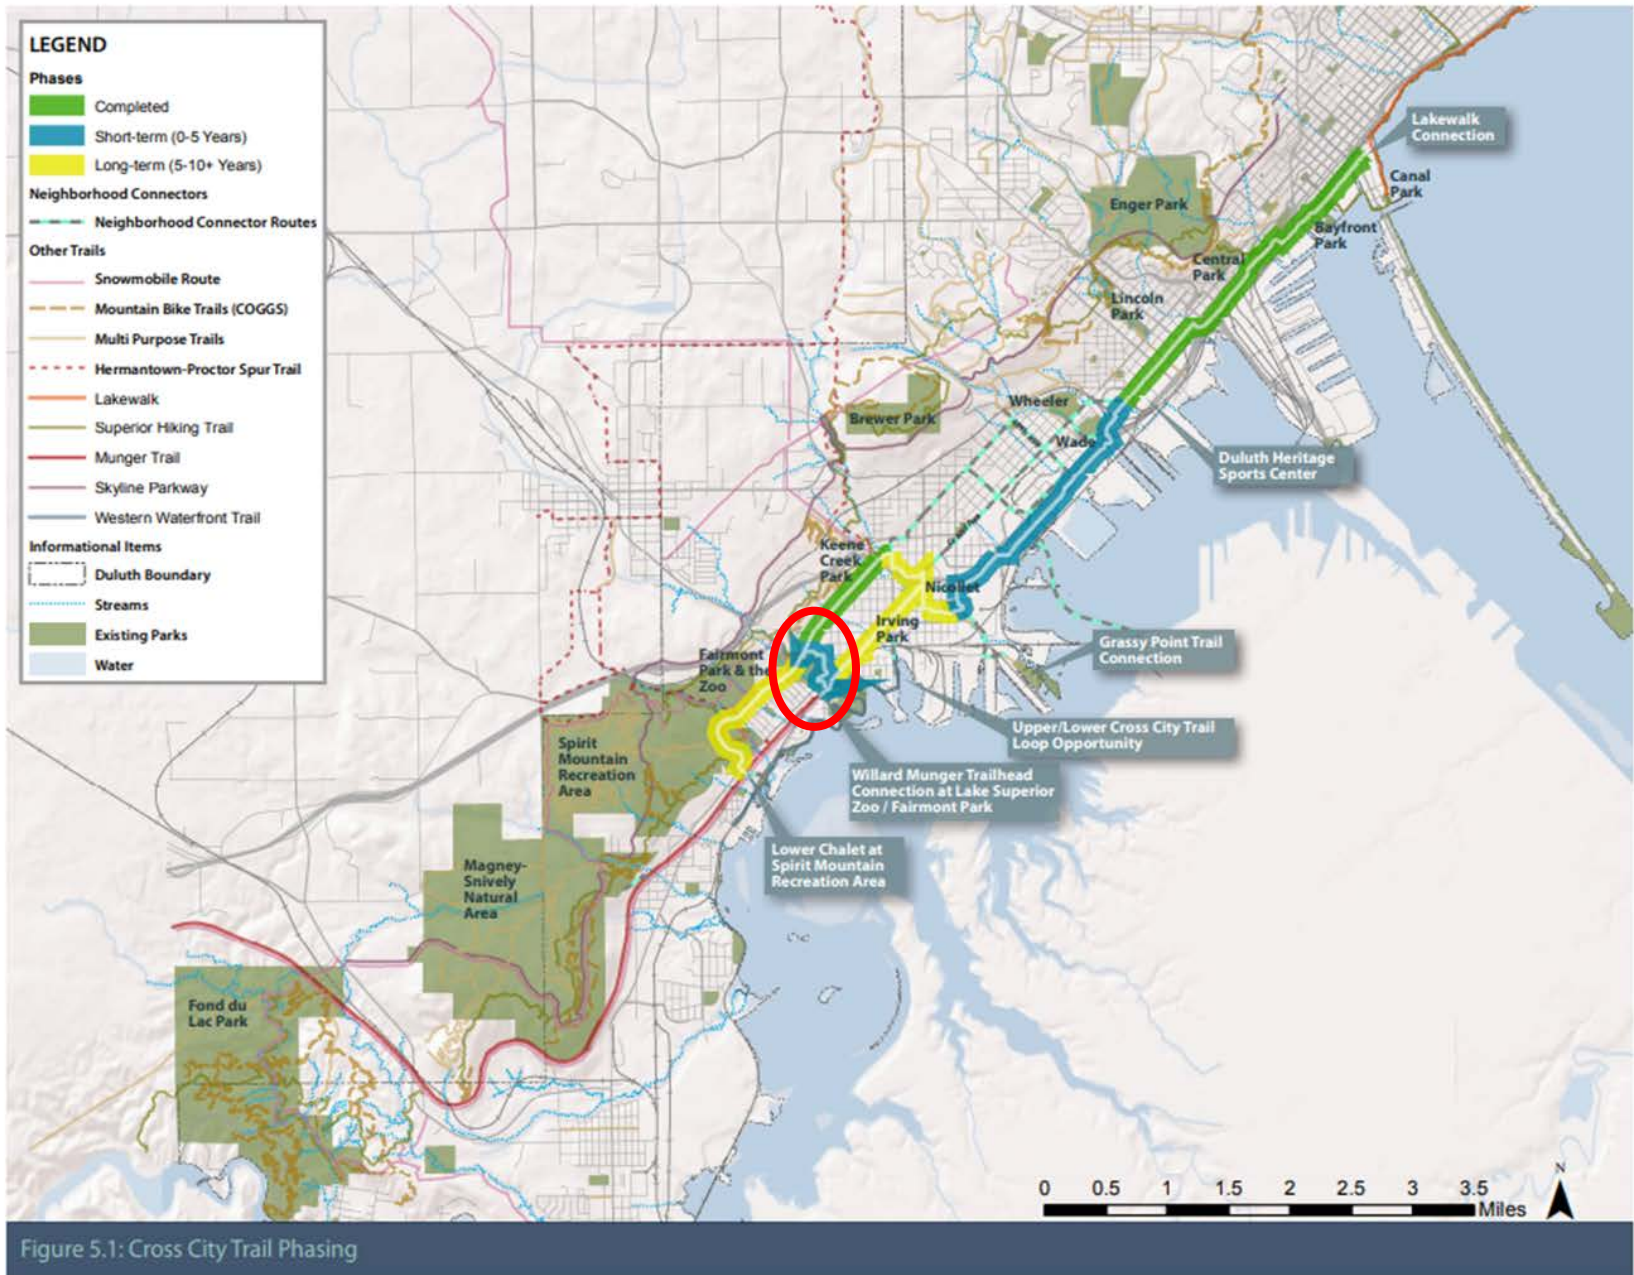 LEGEND
Phases
Completed
Short-term (0-5 Years)
Long-term (5-10+ Years)
Neighborhood Connectors
Neighborhood Connector Routes
Other Trails
Snowmobile Route
Mountain Bike Trails (COGGS)
Multi Purpose Trails
Hermantown-Proctor Spur Trail
Lakewalk
Superior Hiking Trail
Munger Trail
Skyline Parkway
Western Waterfront Trail
Informational Items
Duluth Boundary
Streams
Existing Parks
Water
Lakewalk
Connection
Canal
Park
Enger Park
Bayfront
Park
Central
Park
Lincoln
Park
Wheeler
Brewer Park
Wade
Duluth Heritage
Sports Center
Keene
Creek
Park
Nicollet
Irving
Park
Grassy Point Trail
Connection
Fairmont
Park & the
Zoo
Upper/Lower Cross City Trail
Loop Opportunity
Spirit
Mountain
Recreation
Area
Willard Munger Trailhead
Connection at Lake Superior
Zoo / Fairmont Park
Lower Chalet at
Spirit Mountain
Recreation Area
Magney-
Snively
Natural
Area
Fond du
Lac Park
N
0 0.5 1 1.5 2 2.5 3 3.5
Miles
Figure 5.1: Cross City Trail Phasing